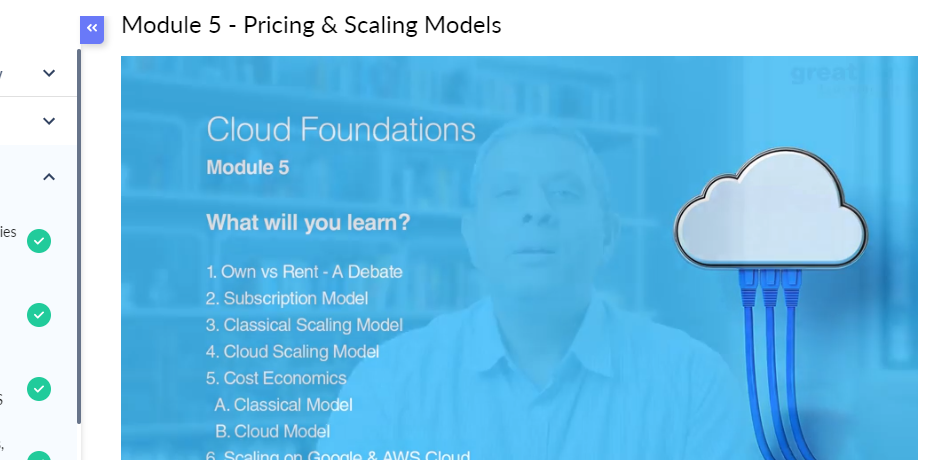 Module 5 - Pricing & Scaling Models
great
Cloud Foundations
Module 5
What will you learn?
1. Own vs Rent - A Debate
2. Subscription Model
3. Classical Scaling Model
4. Cloud Scaling Model
5. Cost Economics
A. Classical Model
B. Cloud Model
6. Scaling on Google & AWS Cloud
ies